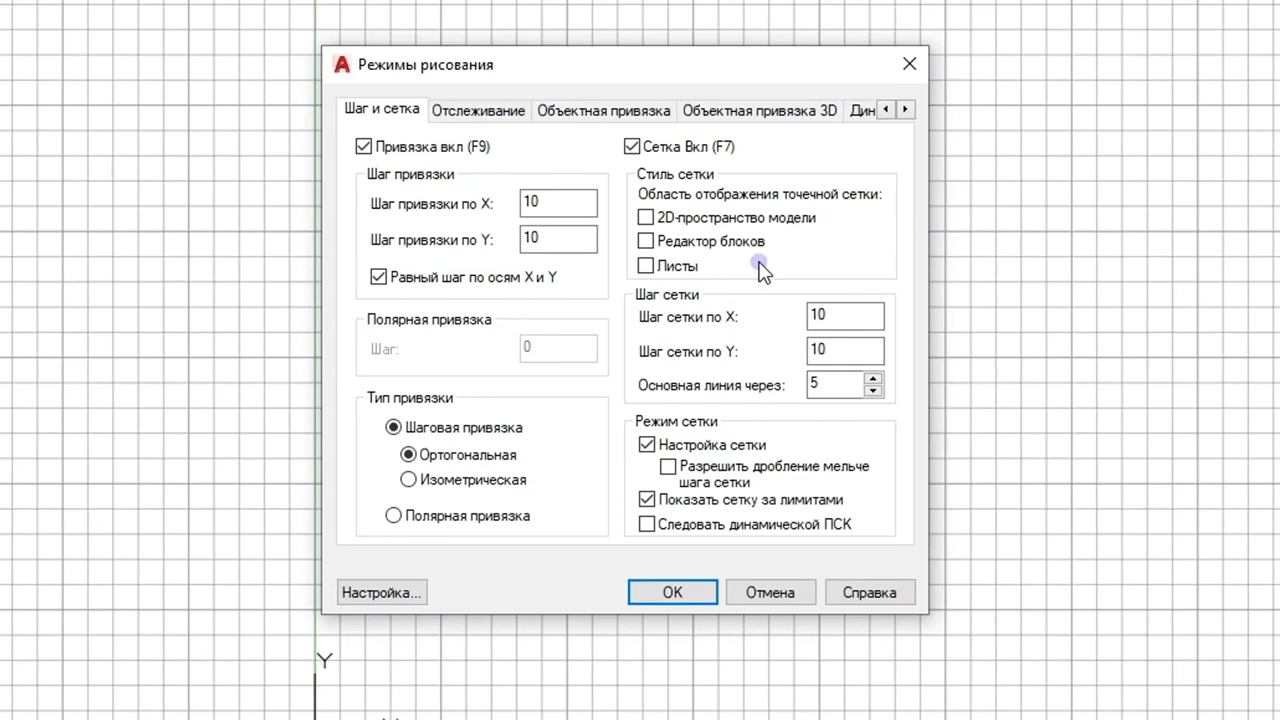 Режимы рисования
Шаг и сетка
Отслеживание
Объектная привязка
Объектная привязка 3D
Дин
Привязка вкл (F9)
Шаг привязки
Шаг привязки по X:
10
Шаг привязки по Y:
10
Равный шаг по осям X и Y
Полярная привязка
Шаг:
0
Тип привязки
Шаговая привязка
Ортогональная
Изометрическая
Полярная привязка
Сетка Вкл (F7)
Стиль сетки
Область отображения точечной сетки:
2D-пространство модели
Редактор блоков
Листы
Шаг сетки
Шаг сетки по X:
10
Шаг сетки по Y:
10
Основная линия через:
5
Режим сетки
Настройка сетки
Разрешить дробление мельче
шага сетки
Показать сетку за лимитами
Следовать динамической ПСК
Настройка...
OK
Отмена
Справка
Y